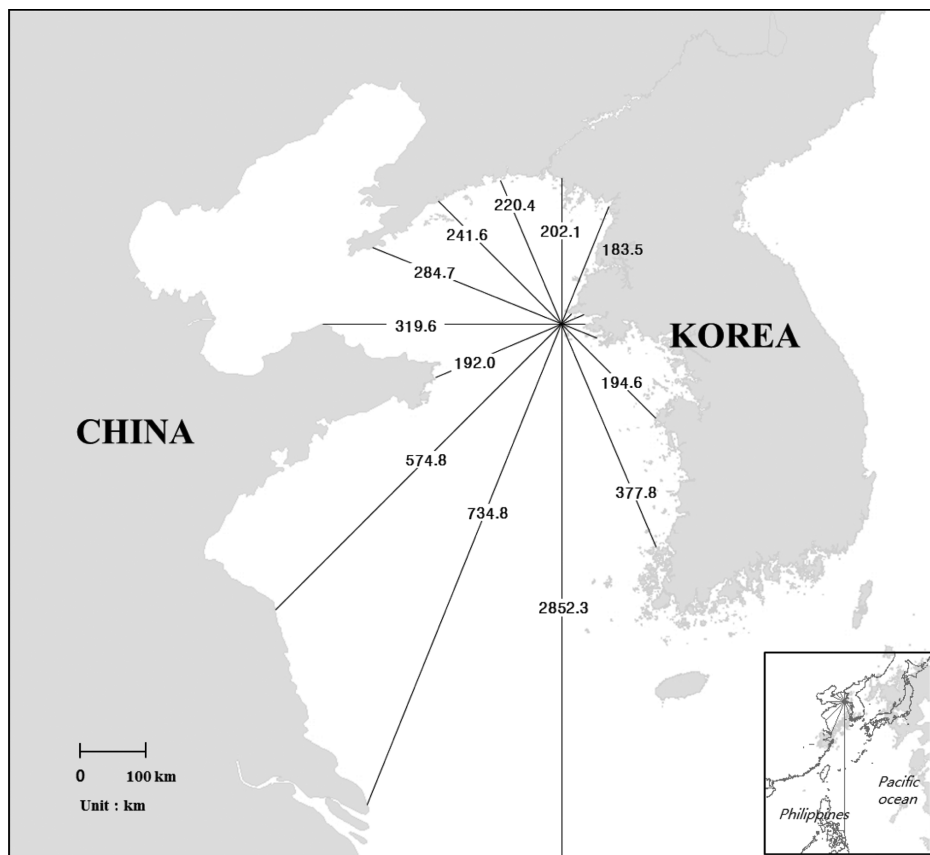 220.4
202.1
241.6
183.5
284.7
319.6
KOREA
192.0
194.6
CHINA
574.8
377.8
734.8
2852.3
0 100 km
Unit : km
Pacific
ocean
Philippines